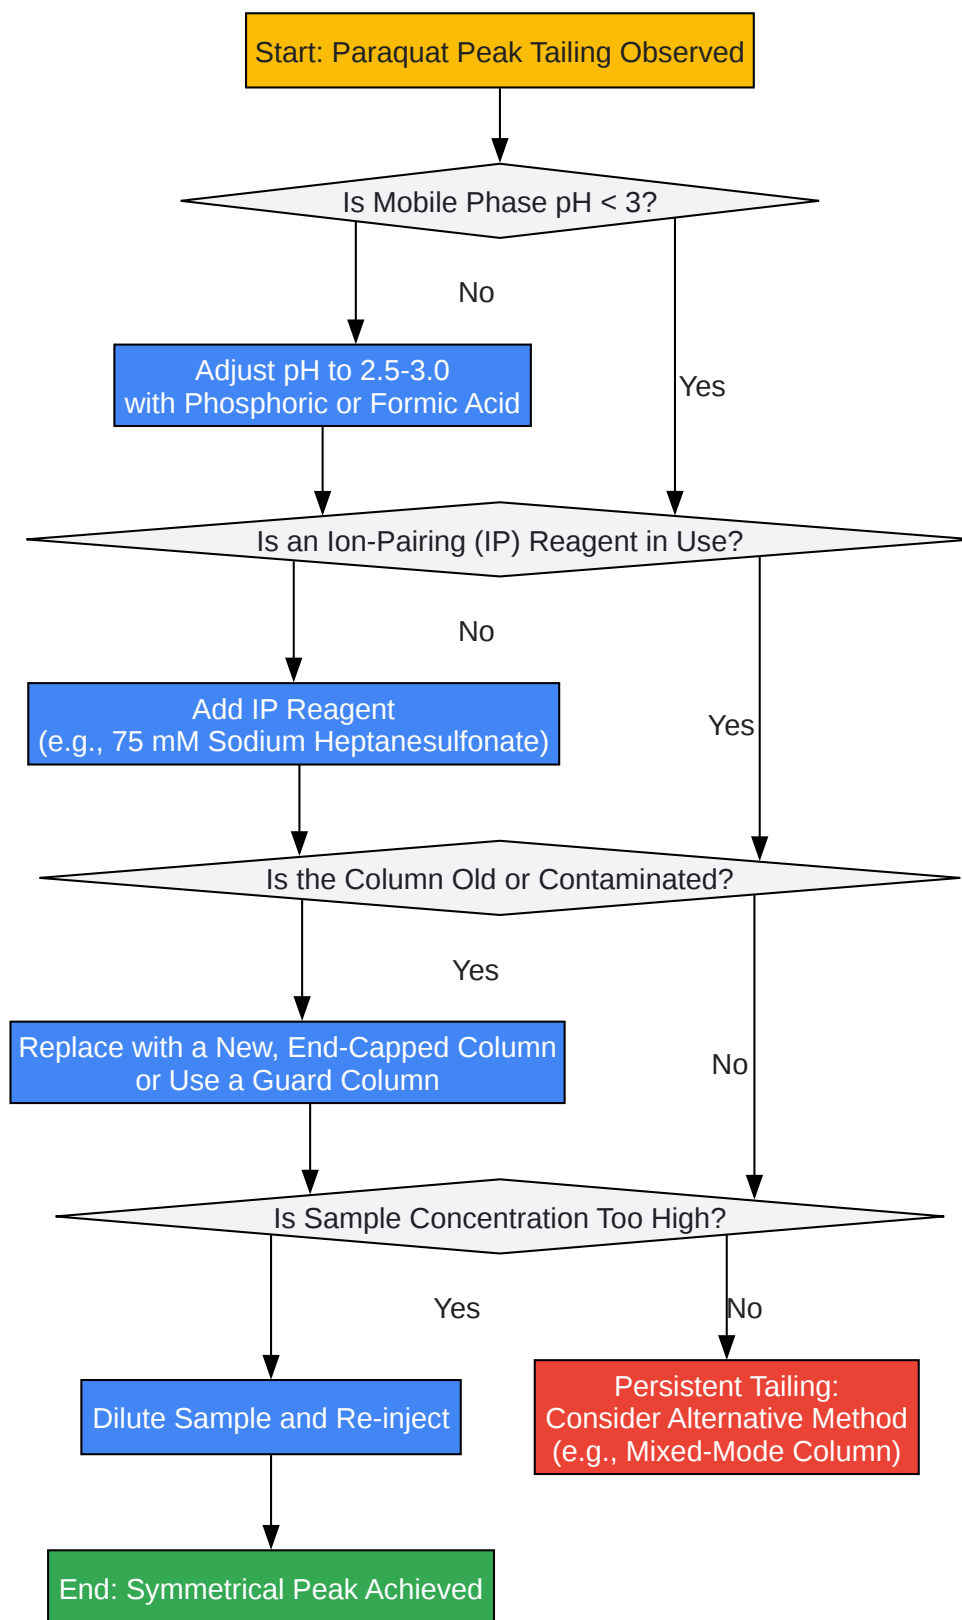 Start: Paraquat Peak Tailing Observed
Is Mobile Phase pH < 3?
No
Adjust pH to 2.5-3.0
with Phosphoric or Formic Acid
Yes
Is an Ion-Pairing (IP) Reagent in Use?
No
Add IP Reagent
(e.g., 75 mM Sodium Heptanesulfonate)
Yes
Is the Column Old or Contaminated?
Yes
Replace with a New, End-Capped Column
or Use a Guard Column
No
Is Sample Concentration Too High?
Yes
No
Dilute Sample and Re-inject
Persistent Tailing:
Consider Alternative Method
(e.g., Mixed-Mode Column)
End: Symmetrical Peak Achieved